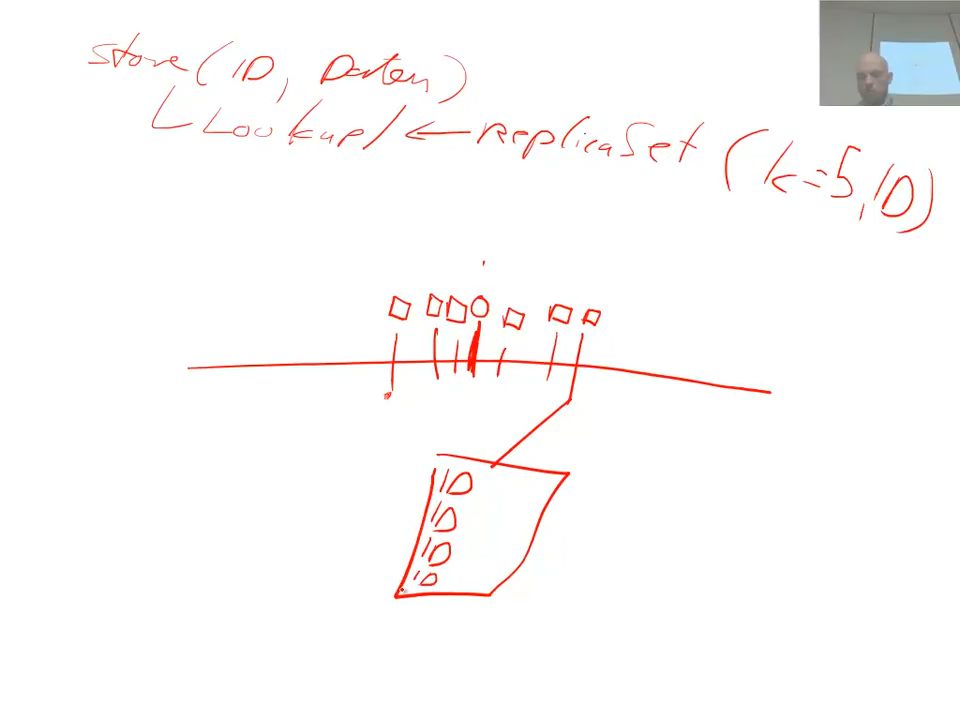 store(ID, Daten)
Lookup/ ← ReplicaSet (k=5,ID)
ID
ID
ID
ID